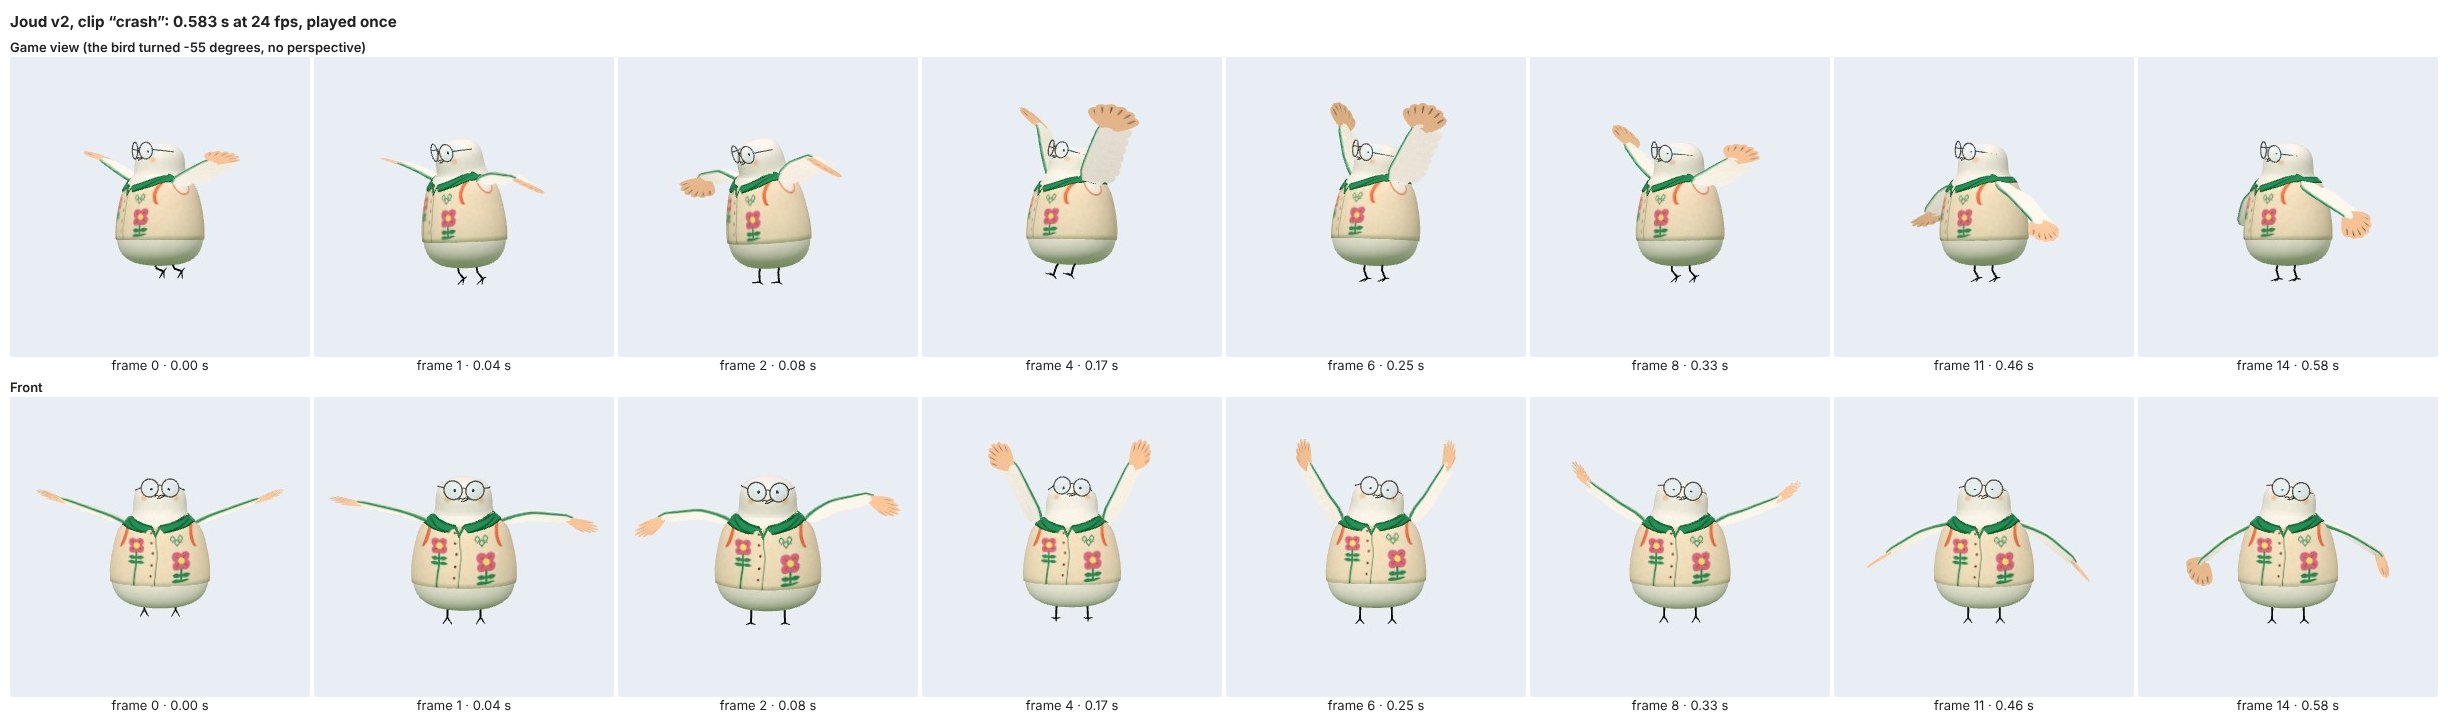 Joud v2, clip “crash”: 0.583 s at 24 fps, played once
Game view (the bird turned -55 degrees, no perspective)
frame 0 · 0.00 s
frame 1 · 0.04 s
frame 2 · 0.08 s
frame 4 · 0.17 s
frame 6 · 0.25 s
frame 8 · 0.33 s
frame 11 · 0.46 s
frame 14 · 0.58 s
Front
frame 0 · 0.00 s
frame 1 · 0.04 s
frame 2 · 0.08 s
frame 4 · 0.17 s
frame 6 · 0.25 s
frame 8 · 0.33 s
frame 11 · 0.46 s
frame 14 · 0.58 s